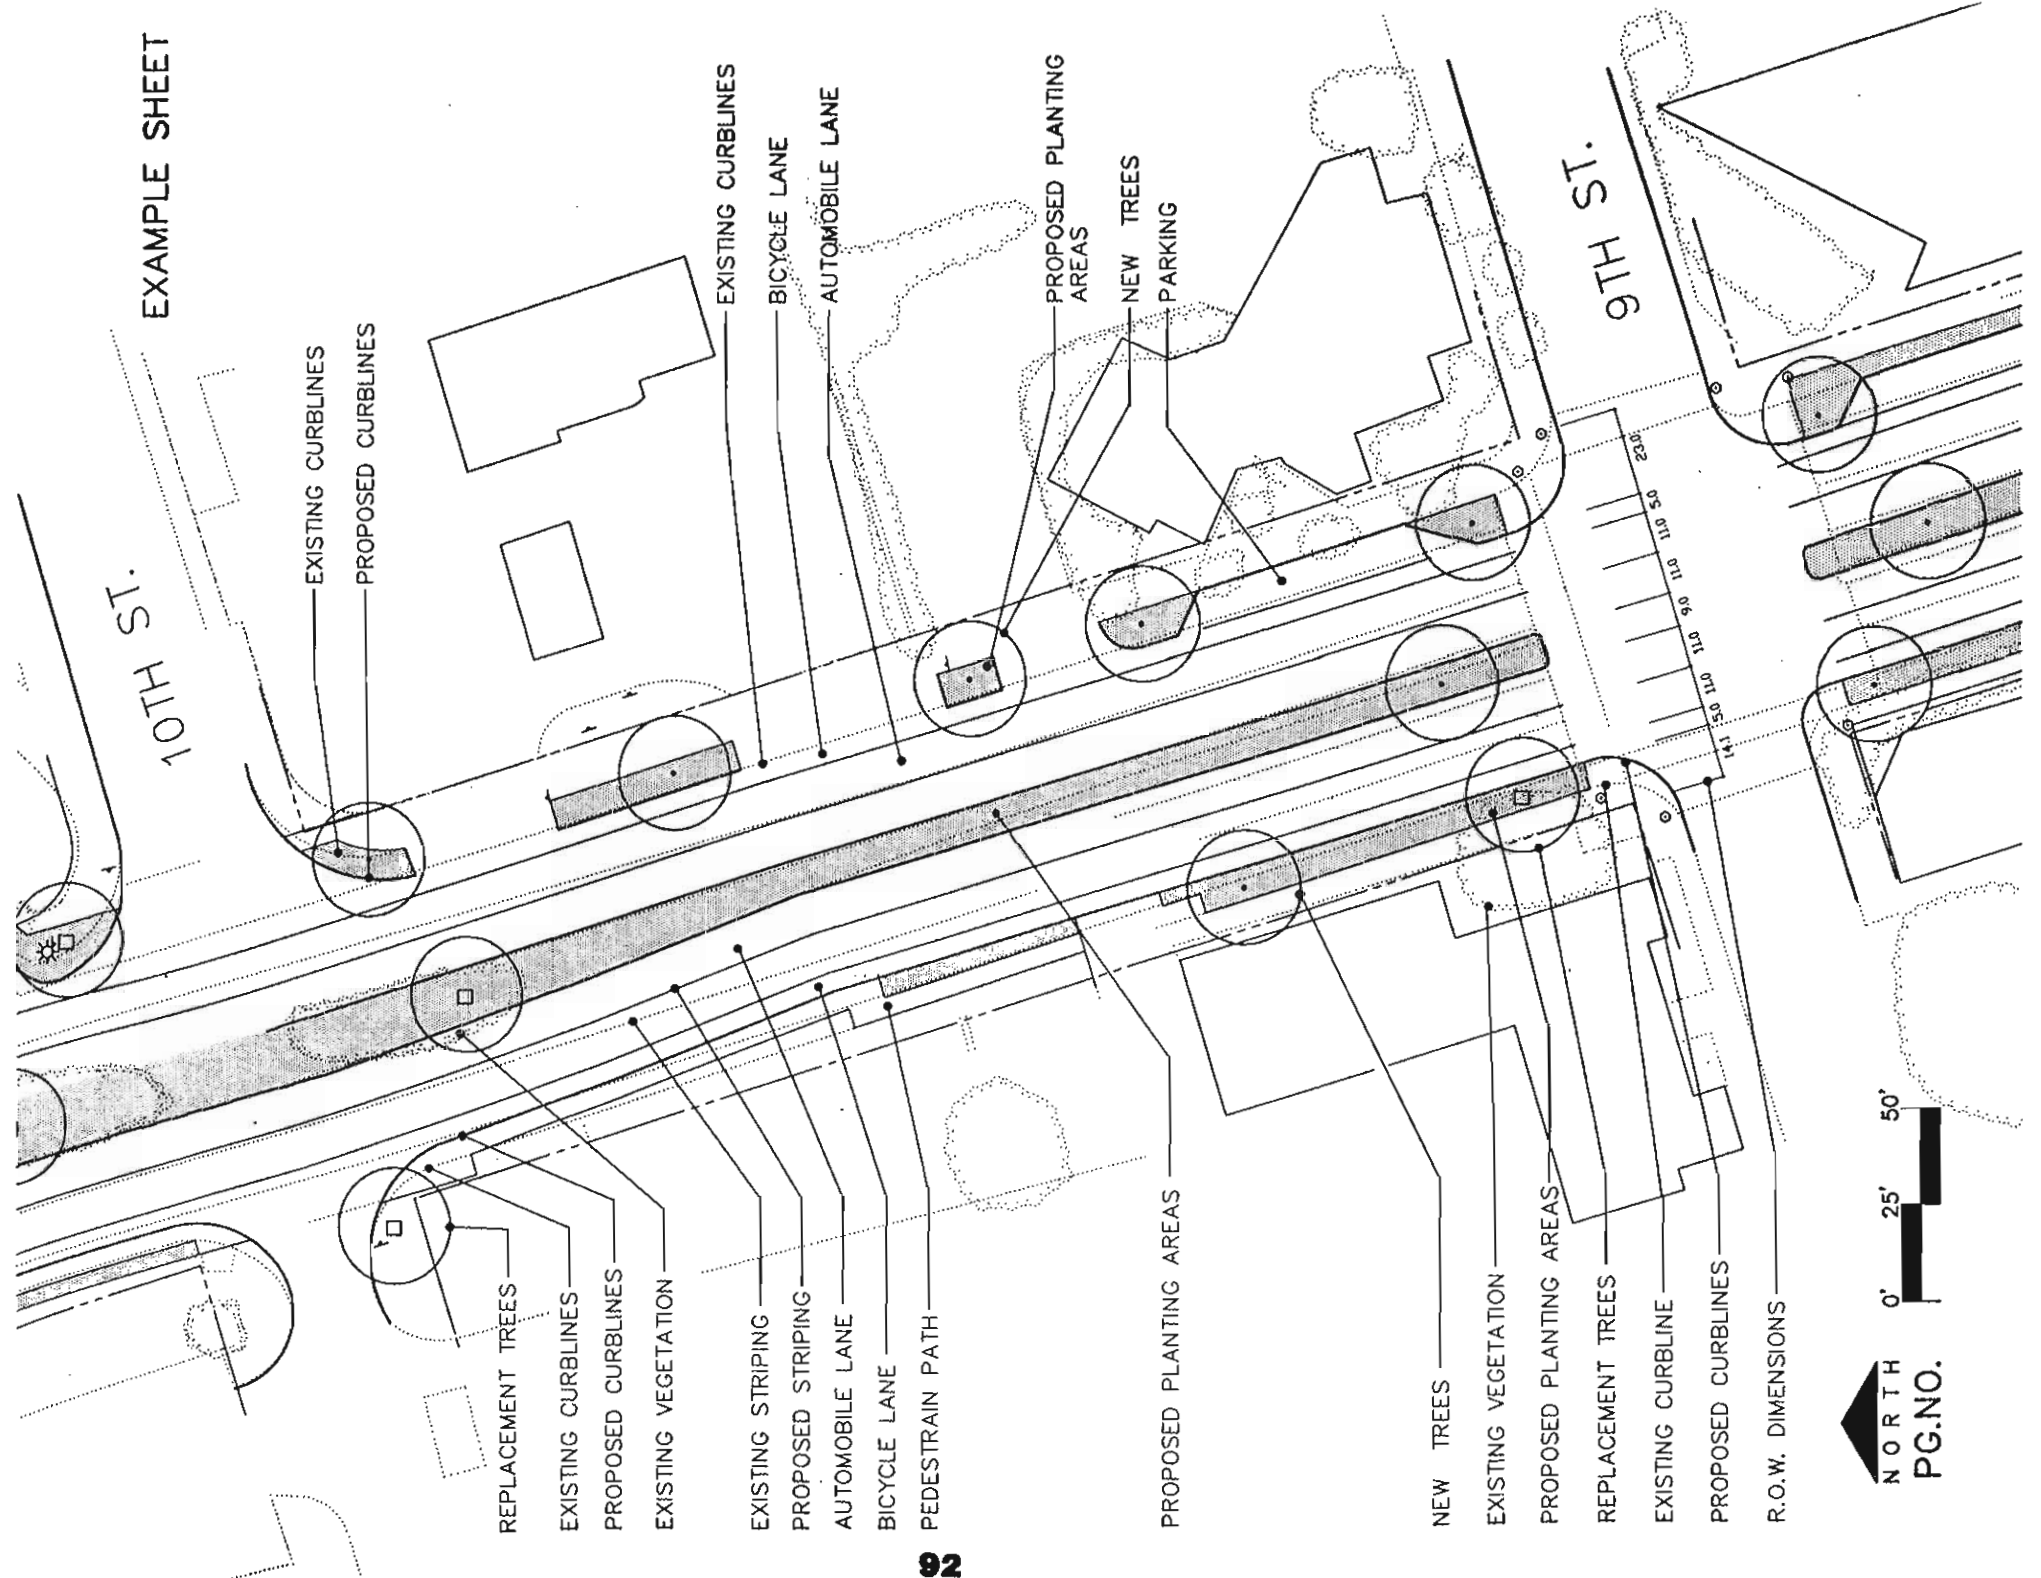 EXAMPLE SHEET
10TH ST.
EXISTING CURBLINES
PROPOSED CURBLINES
EXISTING CURBLINES
BICYCLE LANE
AUTOMOBILE LANE
PROPOSED PLANTING
AREAS
NEW TREES
PARKING
9TH ST.
23.0
5.0
11.0
11.0
9.0
11.0
11.0
5.0
14.1
REPLACEMENT TREES
EXISTING CURBLINES
PROPOSED CURBLINES
EXISTING VEGETATION
EXISTING STRIPING
PROPOSED STRIPING
AUTOMOBILE LANE
BICYCLE LANE
PEDESTRAIN PATH
PROPOSED PLANTING AREAS
NEW TREES
EXISTING VEGETATION
PROPOSED PLANTING AREAS
REPLACEMENT TREES
EXISTING CURBLINE
PROPOSED CURBLINES
R.O.W. DIMENSIONS
0' 25' 50'
NORTH
PG.NO.
92